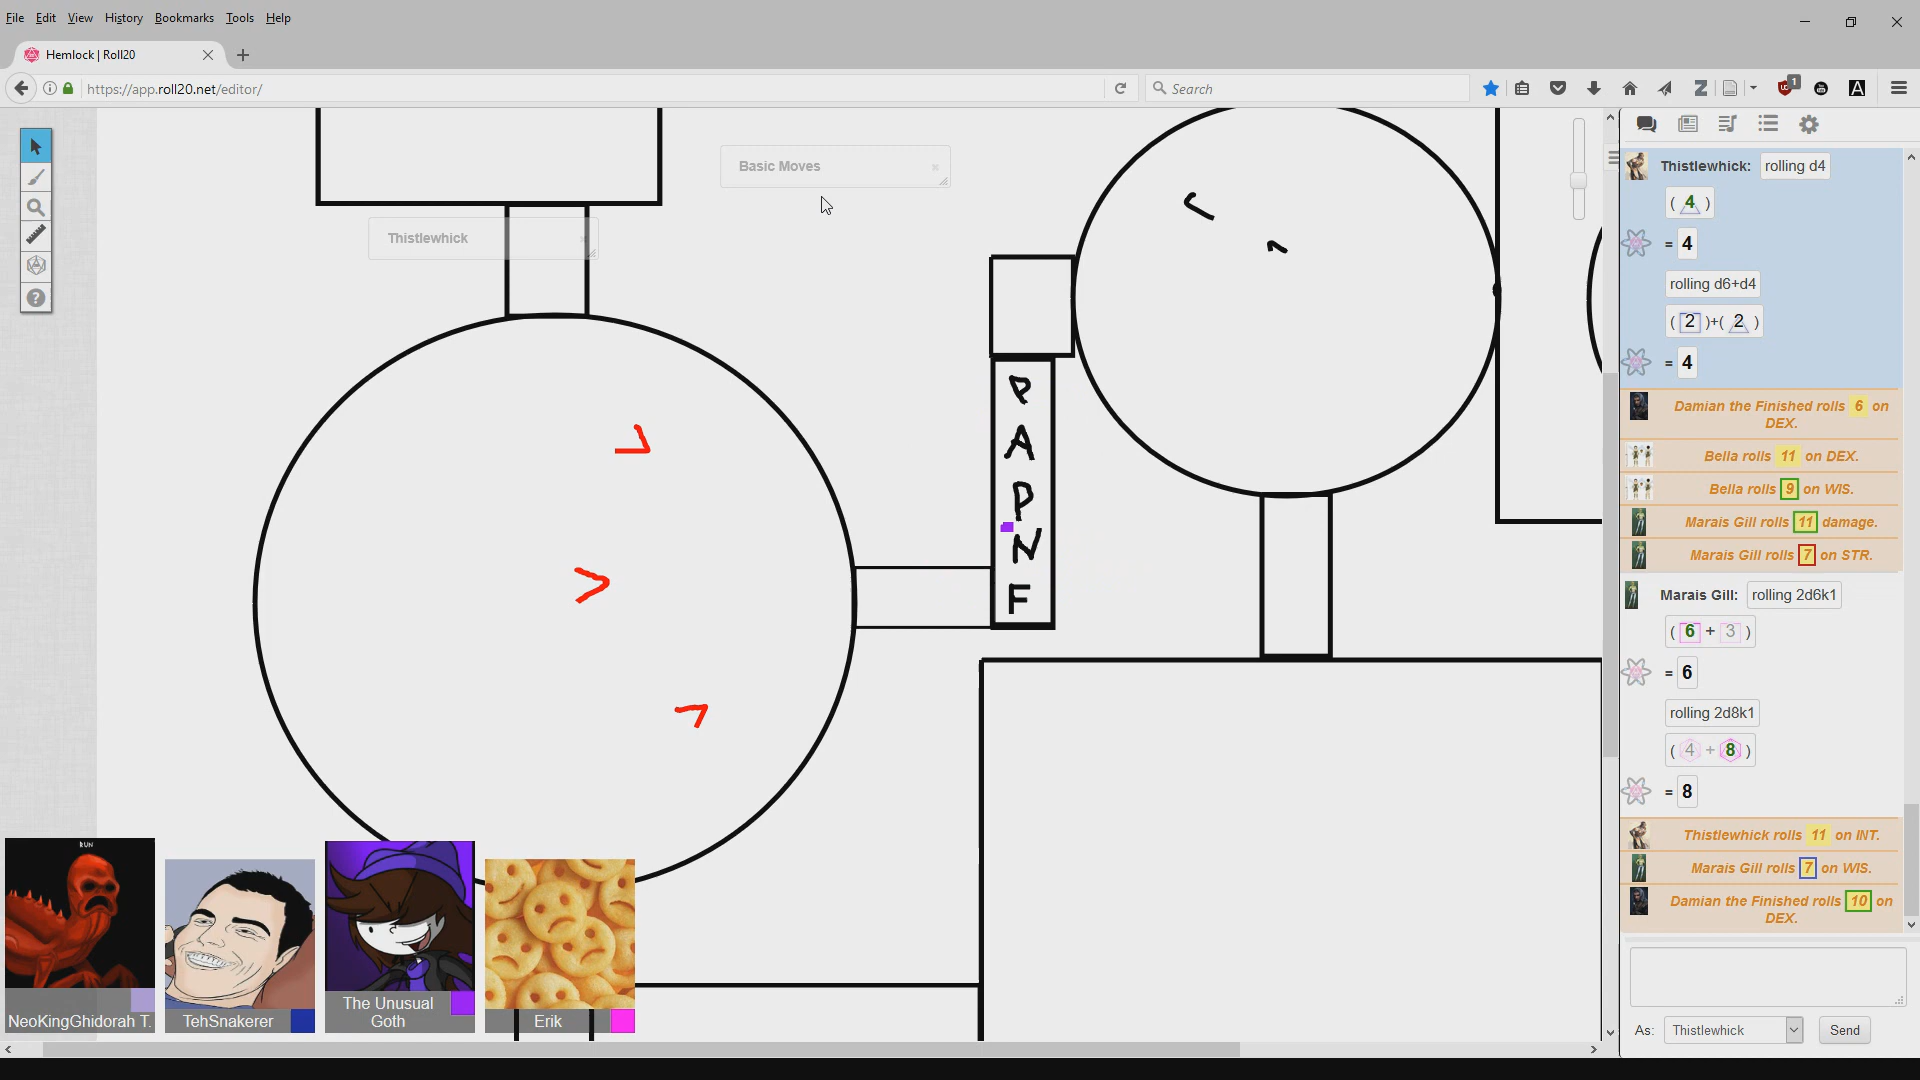 File Edit View History Bookmarks Tools Help
Hemlock | Roll20
https://app.roll20.net/editor/
Search
1
Basic Moves
Thistlewhick
P
A
P
N
F
RUN
NeoKingGhidorah T.
TehSnakerer
The Unusual
Goth
Erik
Thistlewhick: rolling d4
( 4 )
= 4
rolling d6+d4
( 2 )+( 2 )
= 4
Damian the Finished rolls 6 on
DEX.
Bella rolls 11 on DEX.
Bella rolls 9 on WIS.
Marais Gill rolls 11 damage.
Marais Gill rolls 7 on STR.
Marais Gill: rolling 2d6k1
( 6 + 3 )
= 6
rolling 2d8k1
( 4 + 8 )
= 8
Thistlewhick rolls 11 on INT.
Marais Gill rolls 7 on WIS.
Damian the Finished rolls 10 on
DEX.
As: Thistlewhick Send